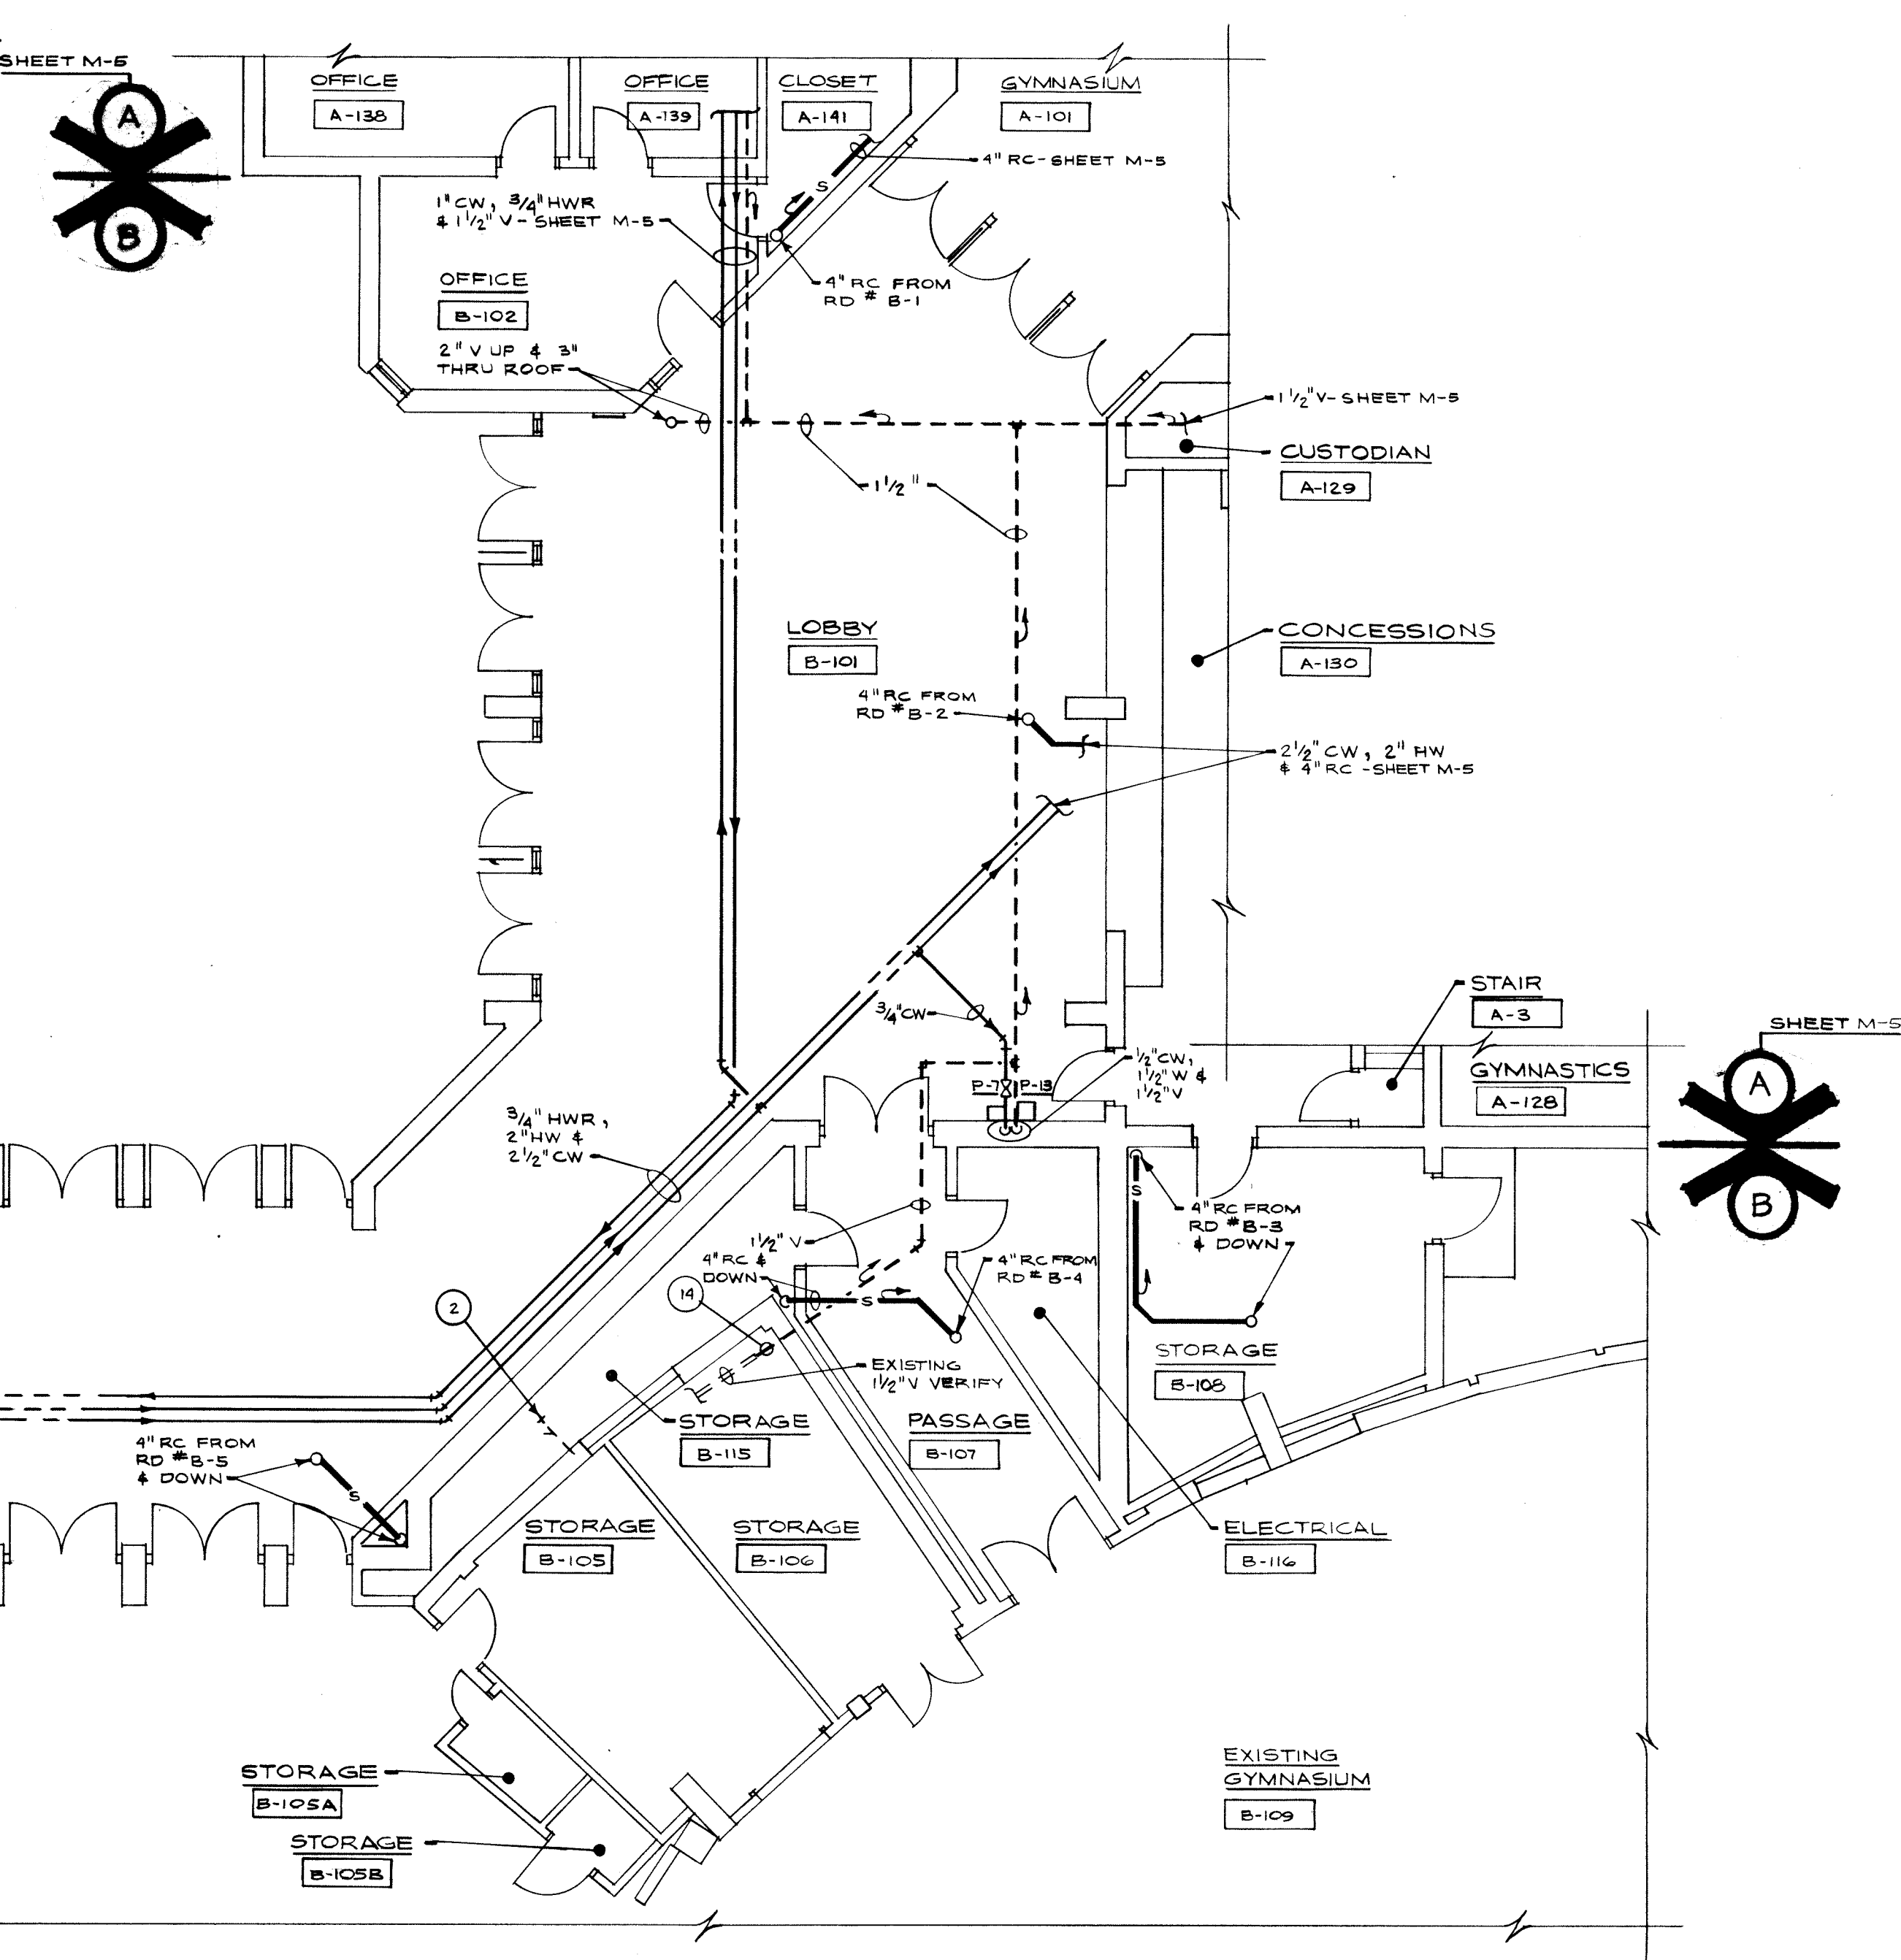 SHEET M-5
A
B
OFFICE
A-138
OFFICE
A-139
CLOSET
A-141
GYMNASIUM
A-101
4" RC - SHEET M-5
S
1" CW, 3/4" HWR
& 1 1/2" V - SHEET M-5
4" RC FROM
RD # B-1
OFFICE
B-102
2" V UP & 3"
THRU ROOF
1 1/2" V - SHEET M-5
CUSTODIAN
A-129
1 1/2"
LOBBY
B-101
CONCESSIONS
A-130
4" RC FROM
RD # B-2
2 1/2" CW, 2" HW
& 4" RC - SHEET M-5
STAIR
A-3
3/4" CW
SHEET M-5
A
B
GYMNASTICS
A-128
P-7
P-13
1/2" CW,
1 1/2" W &
1 1/2" V
3/4" HWR,
2" HW &
2 1/2" CW
S
4" RC FROM
RD # B-3
& DOWN
1 1/2" V
4" RC &
DOWN
S
4" RC FROM
RD # B-4
2
14
EXISTING
1 1/2" V VERIFY
STORAGE
B-108
STORAGE
B-115
PASSAGE
B-107
4" RC FROM
RD # B-5
& DOWN
S
STORAGE
B-105
STORAGE
B-106
ELECTRICAL
B-116
STORAGE
B-105A
STORAGE
B-105B
EXISTING
GYMNASIUM
B-109